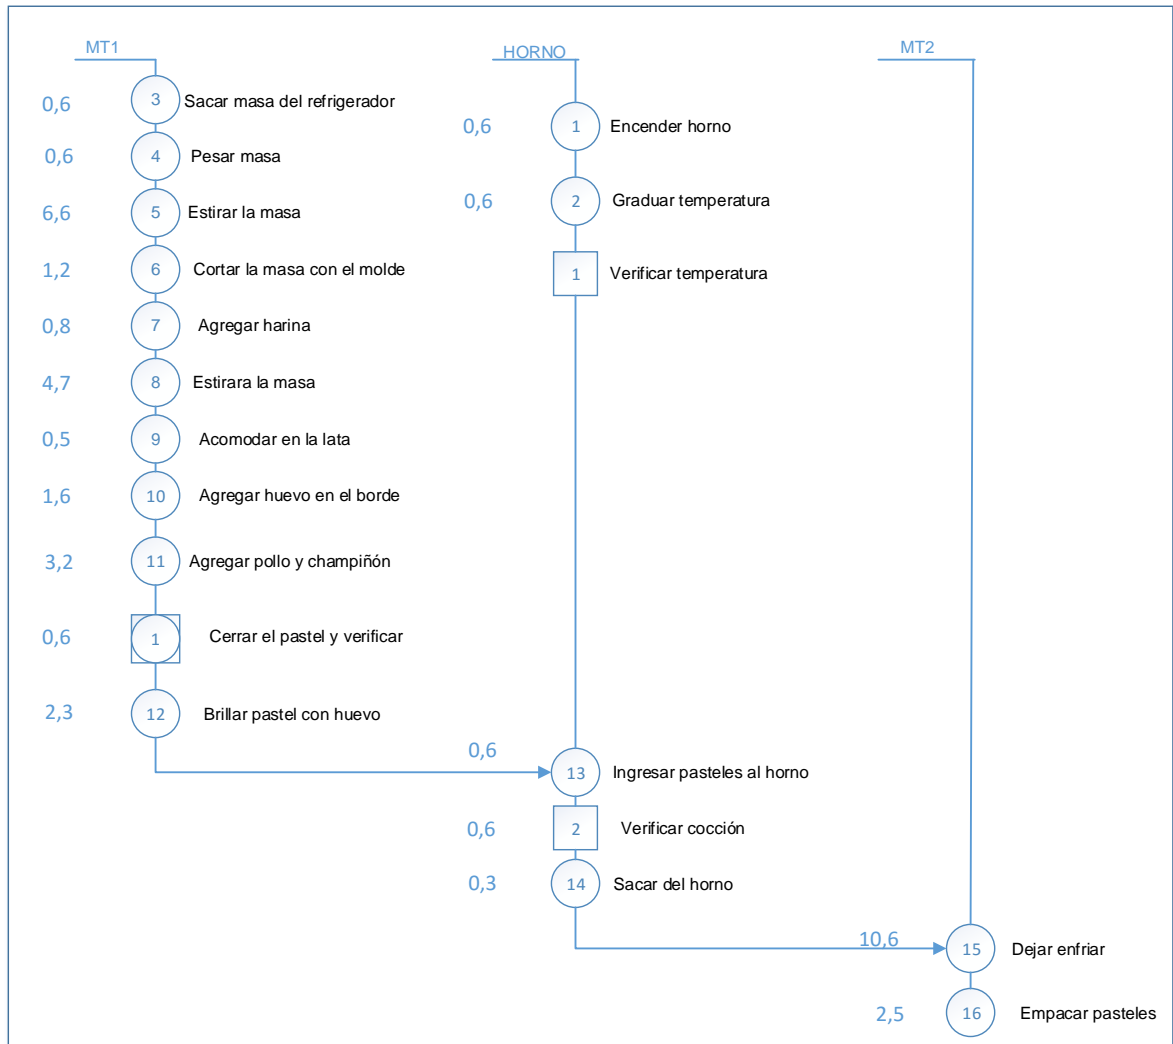 MT1
HORNO
MT2
0,6
3
Sacar masa del refrigerador
0,6
4
Pesar masa
6,6
5
Estirar la masa
1,2
6
Cortar la masa con el molde
0,8
7
Agregar harina
4,7
8
Estirara la masa
0,5
9
Acomodar en la lata
1,6
10
Agregar huevo en el borde
3,2
11
Agregar pollo y champiñón
0,6
1
Cerrar el pastel y verificar
2,3
12
Brillar pastel con huevo
0,6
1
Encender horno
0,6
2
Graduar temperatura
1
Verificar temperatura
0,6
13
Ingresar pasteles al horno
0,6
2
Verificar cocción
0,3
14
Sacar del horno
10,6
15
Dejar enfriar
2,5
16
Empacar pasteles